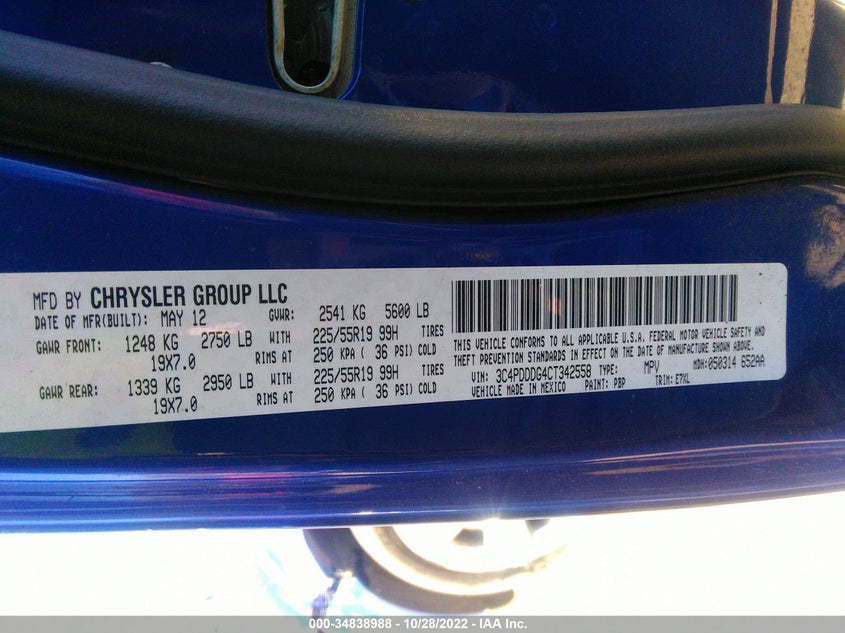 MFD BY CHRYSLER GROUP LLC
DATE OF MFR(BUILT): MAY 12 GVWR: 2541 KG 5600 LB
GAWR FRONT: 1248 KG 2750 LB WITH 225/55R19 99H TIRES
19X7.0 RIMS AT 250 KPA ( 36 PSI) COLD
GAWR REAR: 1339 KG 2950 LB WITH 225/55R19 99H TIRES
19X7.0 RIMS AT 250 KPA ( 36 PSI) COLD
THIS VEHICLE CONFORMS TO ALL APPLICABLE U.S.A. FEDERAL MOTOR VEHICLE SAFETY AND
THEFT PREVENTION STANDARDS IN EFFECT ON THE DATE OF MANUFACTURE SHOWN ABOVE.
VIN: 3C4PDDDG4CT342558 TYPE: MPV MDH: 050314 652AA
VEHICLE MADE IN MEXICO PAINT: PBP TRIM: E7XL
000-34838988 - 10/28/2022 - IAA Inc.